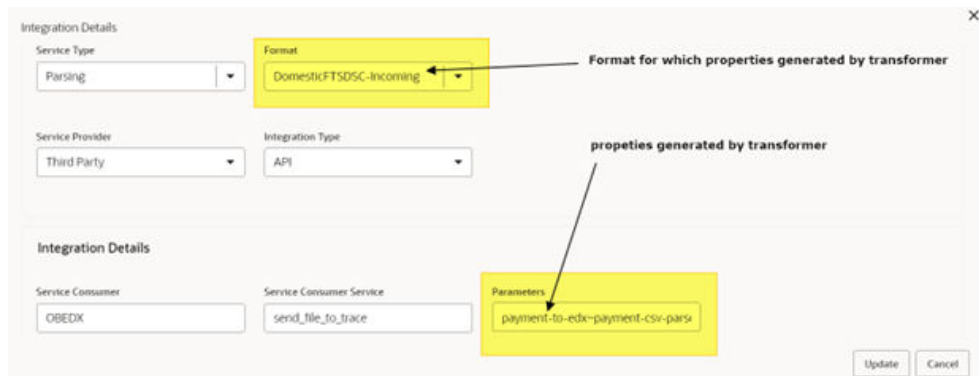 Integration Details
Service Type
Format
Parsing
DomesticFTSDSC-Incoming
Format for which properties generated by transformer
Service Provider
Integration Type
Third Party
API
propeties generated by transformer
Integration Details
Service Consumer
Service Consumer Service
Parameters
OBEDX
send_file_to_trace
payment-to-edx~payment-csv-parse
Update
Cancel